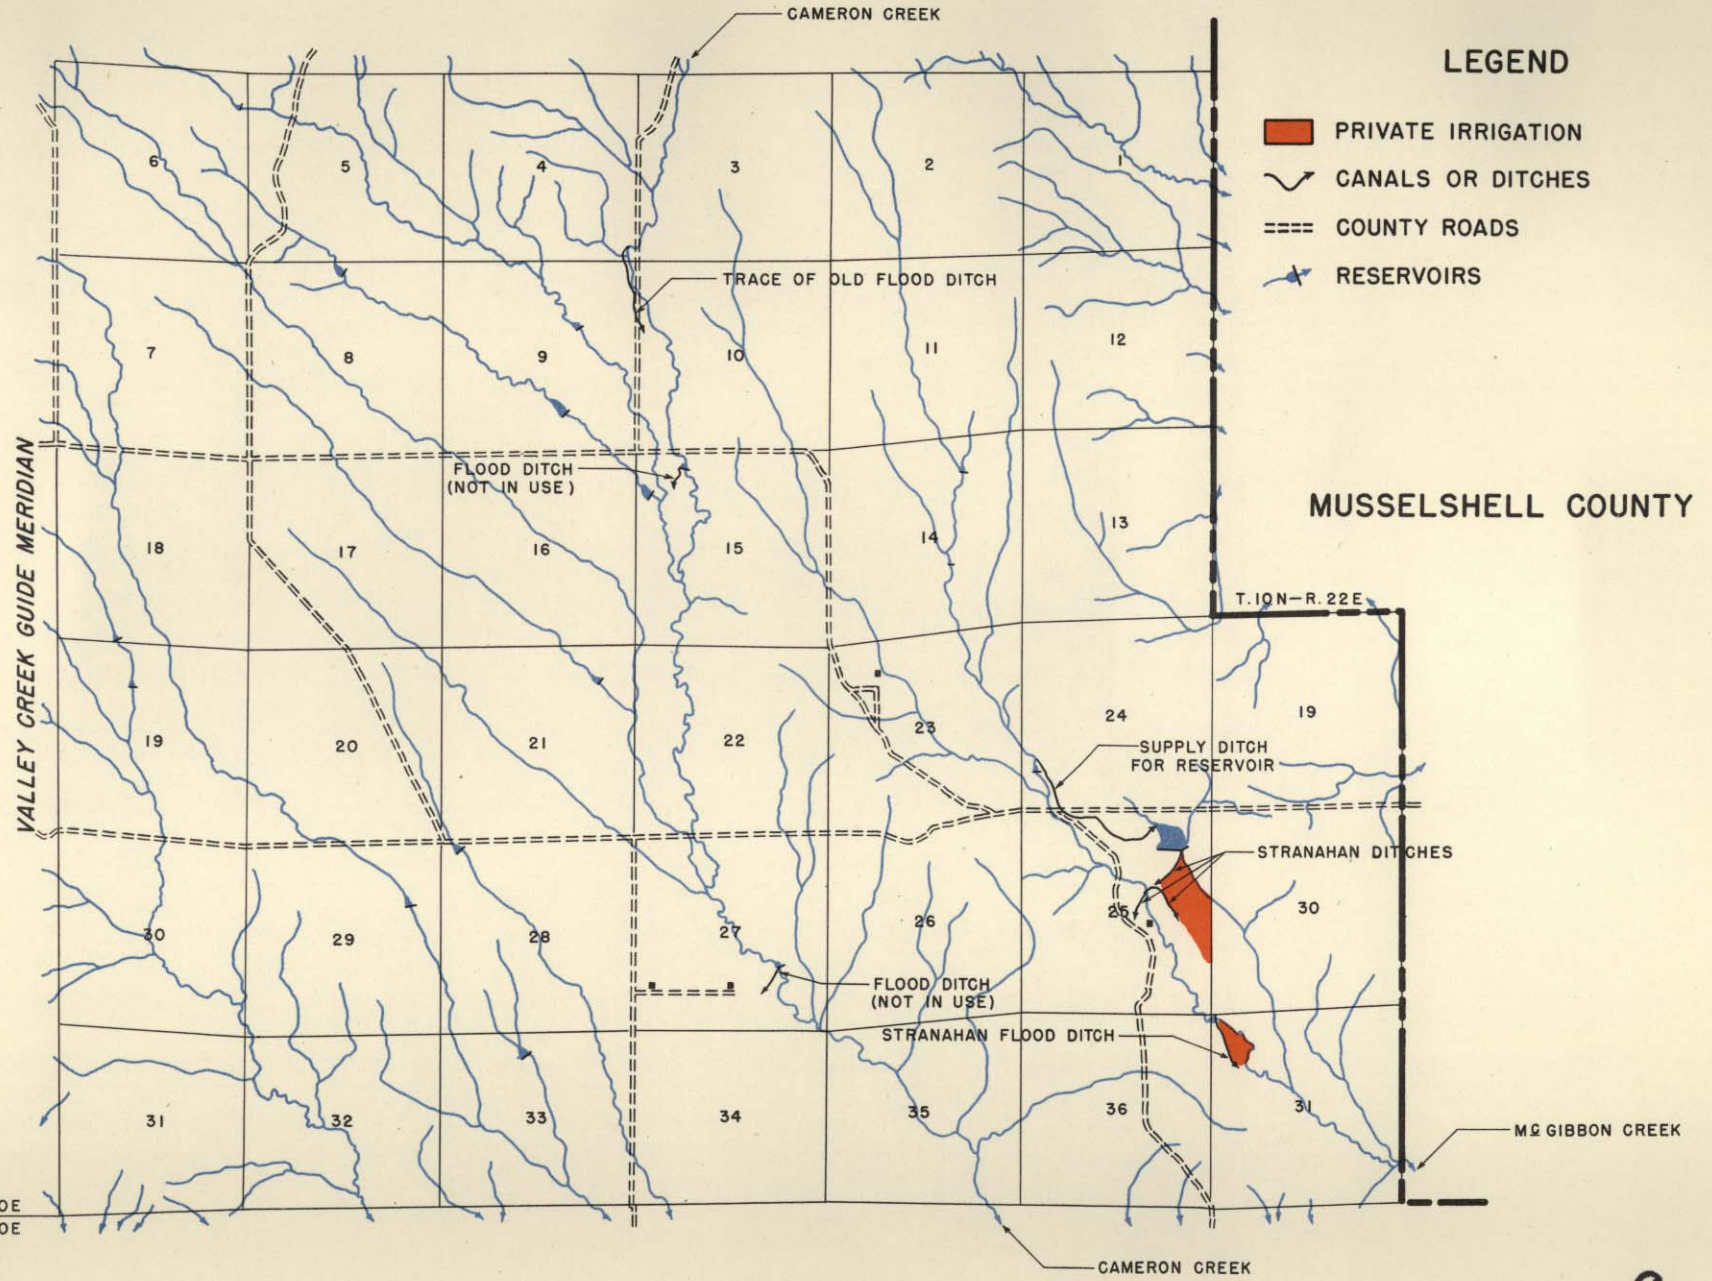 CAMERON CREEK
LEGEND
PRIVATE IRRIGATION
CANALS OR DITCHES
COUNTY ROADS
RESERVOIRS
6 5 4 3 2 1
TRACE OF OLD FLOOD DITCH
7 8 9 10 11 12
VALLEY CREEK GUIDE MERIDIAN
FLOOD DITCH
(NOT IN USE)
MUSSELSHELL COUNTY
18 17 16 15 14 13
T.10N-R.22E
19 20 21 22 23 24 19
SUPPLY DITCH
FOR RESERVOIR
STRANAHAN DITCHES
30 29 28 27 26 25 30
FLOOD DITCH
(NOT IN USE)
STRANAHAN FLOOD DITCH
31 32 33 34 35 36 31
Mc GIBBON CREEK
OE
OE
CAMERON CREEK